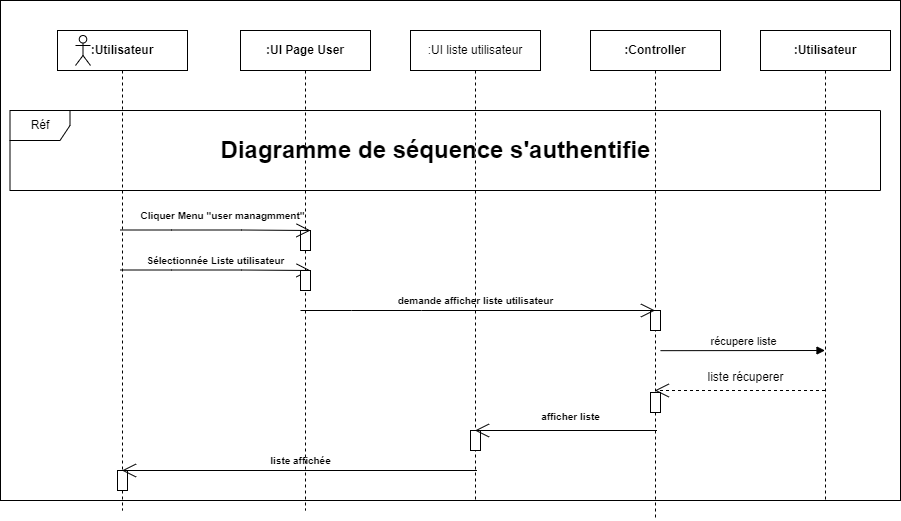 :Utilisateur
:UI Page User
:UI liste utilisateur
:Controller
:Utilisateur
Réf
Diagramme de séquence s'authentifie
Cliquer Menu "user managmment"
Sélectionnée Liste utilisateur
demande afficher liste utilisateur
récupere liste
liste récuperer
afficher liste
liste affichée